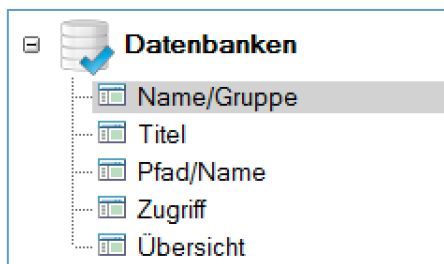 Datenbanken
Name/Gruppe
Titel
Pfad/Name
Zugriff
Übersicht